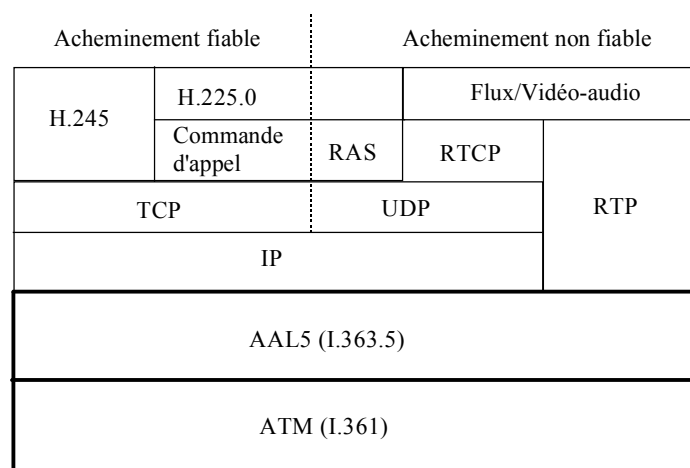 Acheminement fiable
Acheminement non fiable
H.245
H.225.0
Flux/Vidéo-audio
Commande
d'appel
RAS
RTCP
RTP
TCP
UDP
IP
AAL5 (I.363.5)
ATM (I.361)